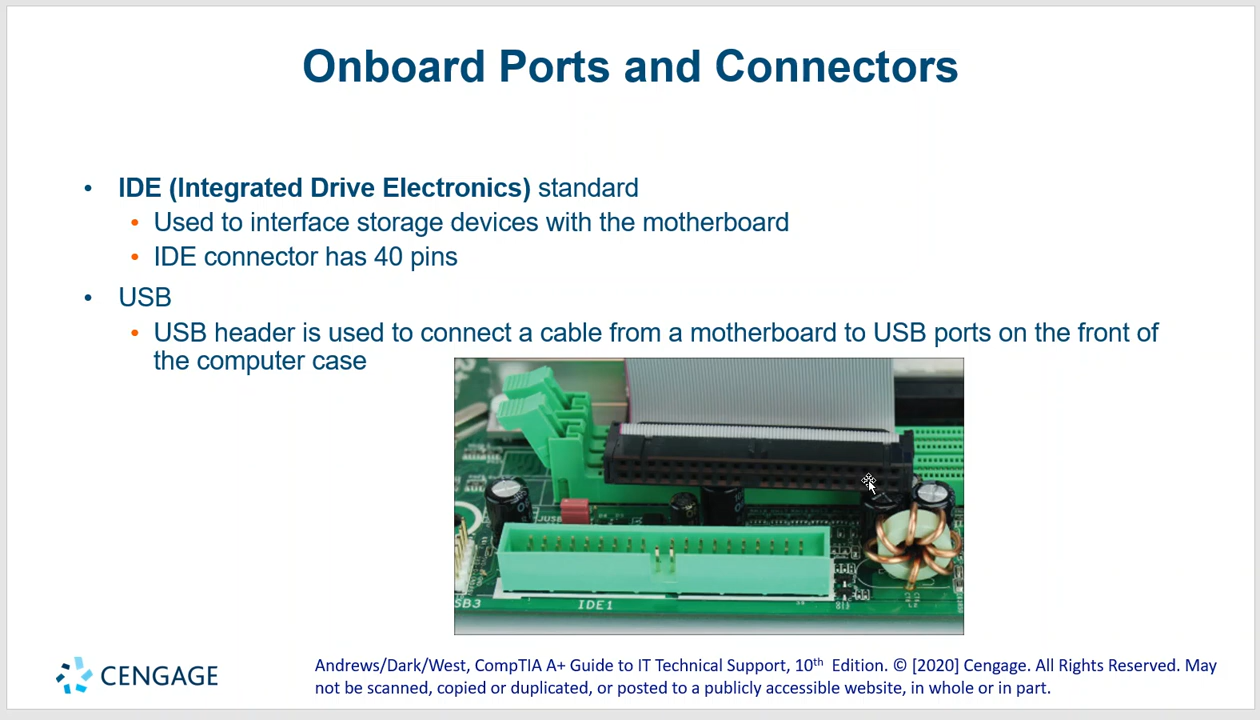 Onboard Ports and Connectors
• IDE (Integrated Drive Electronics) standard
• Used to interface storage devices with the motherboard
• IDE connector has 40 pins
• USB
• USB header is used to connect a cable from a motherboard to USB ports on the front of
the computer case
JUSB
SB3
IDE1
CENGAGE
Andrews/Dark/West, CompTIA A+ Guide to IT Technical Support, 10th Edition. © [2020] Cengage. All Rights Reserved. May
not be scanned, copied or duplicated, or posted to a publicly accessible website, in whole or in part.